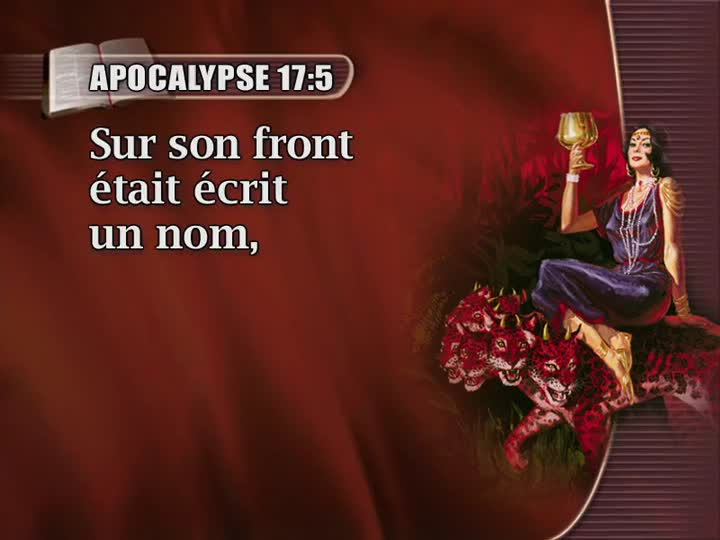 APOCALYPSE 17:5
Sur son front
était écrit
un nom,